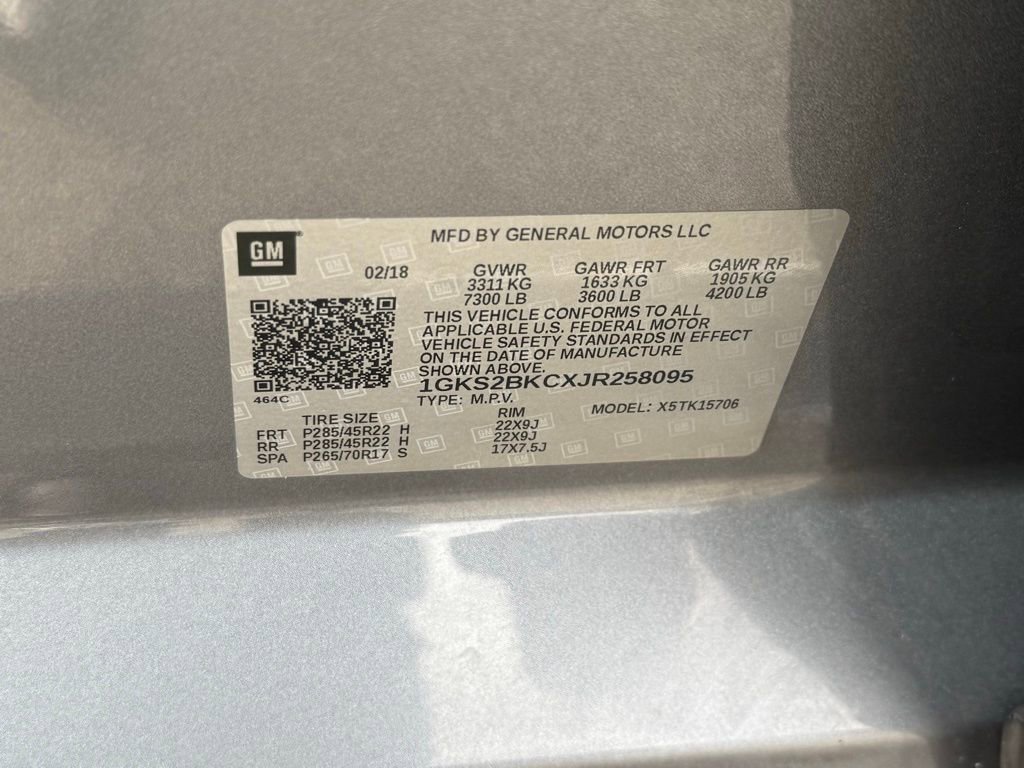 GM
MFD BY GENERAL MOTORS LLC
02/18 GVWR GAWR FRT GAWR RR
3311 KG 1633 KG 1905 KG
7300 LB 3600 LB 4200 LB
THIS VEHICLE CONFORMS TO ALL
APPLICABLE U.S. FEDERAL MOTOR
VEHICLE SAFETY STANDARDS IN EFFECT
ON THE DATE OF MANUFACTURE
SHOWN ABOVE.
1GKS2BKCXJR258095
464C
TYPE: M.P.V. MODEL: X5TK15706
TIRE SIZE RIM
FRT P285/45R22 H 22X9J
RR P285/45R22 H 22X9J
SPA P265/70R17 S 17X7.5J